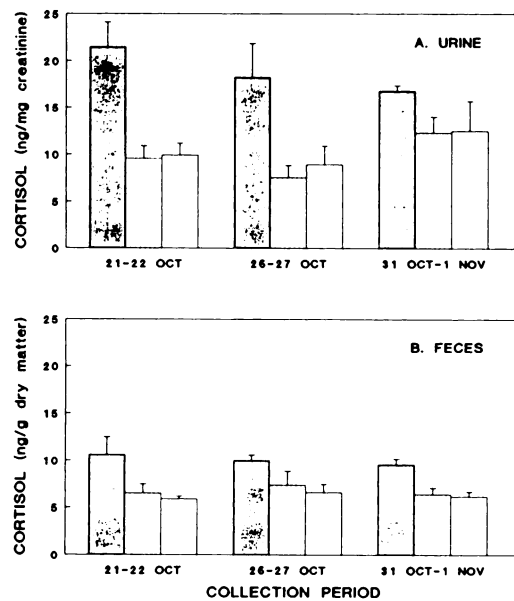 A. URINE
CORTISOL (ng/mg creatinine)
25
20
15
10
5
0
21-22 OCT 26-27 OCT 31 OCT-1 NOV
B. FECES
CORTISOL (ng/g dry matter)
25
20
15
10
5
0
21-22 OCT 26-27 OCT 31 OCT-1 NOV
COLLECTION PERIOD